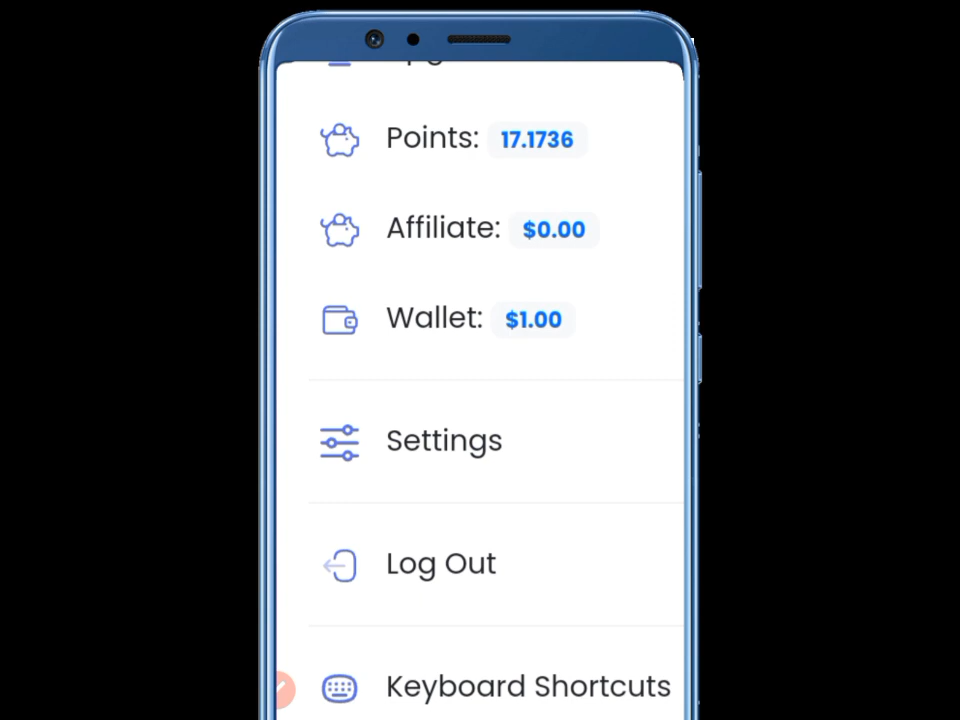 Points: 17.1736
Affiliate: $0.00
Wallet: $1.00
Settings
Log Out
Keyboard Shortcuts